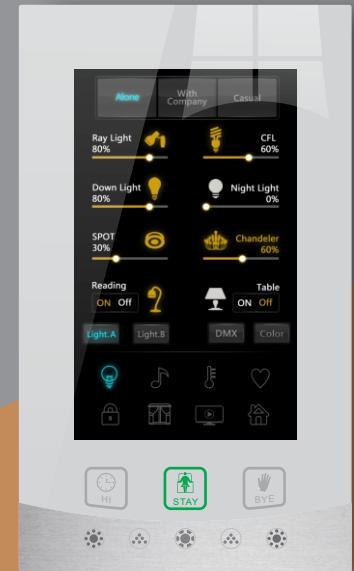 Alone
With
Company
Casual
Ray Light
80%
CFL
60%
Down Light
80%
Night Light
0%
SPOT
30%
Chandeler
60%
Reading
ON Off
Table
ON Off
Light.A
Light.B
DMX
Color
HI
STAY
BYE